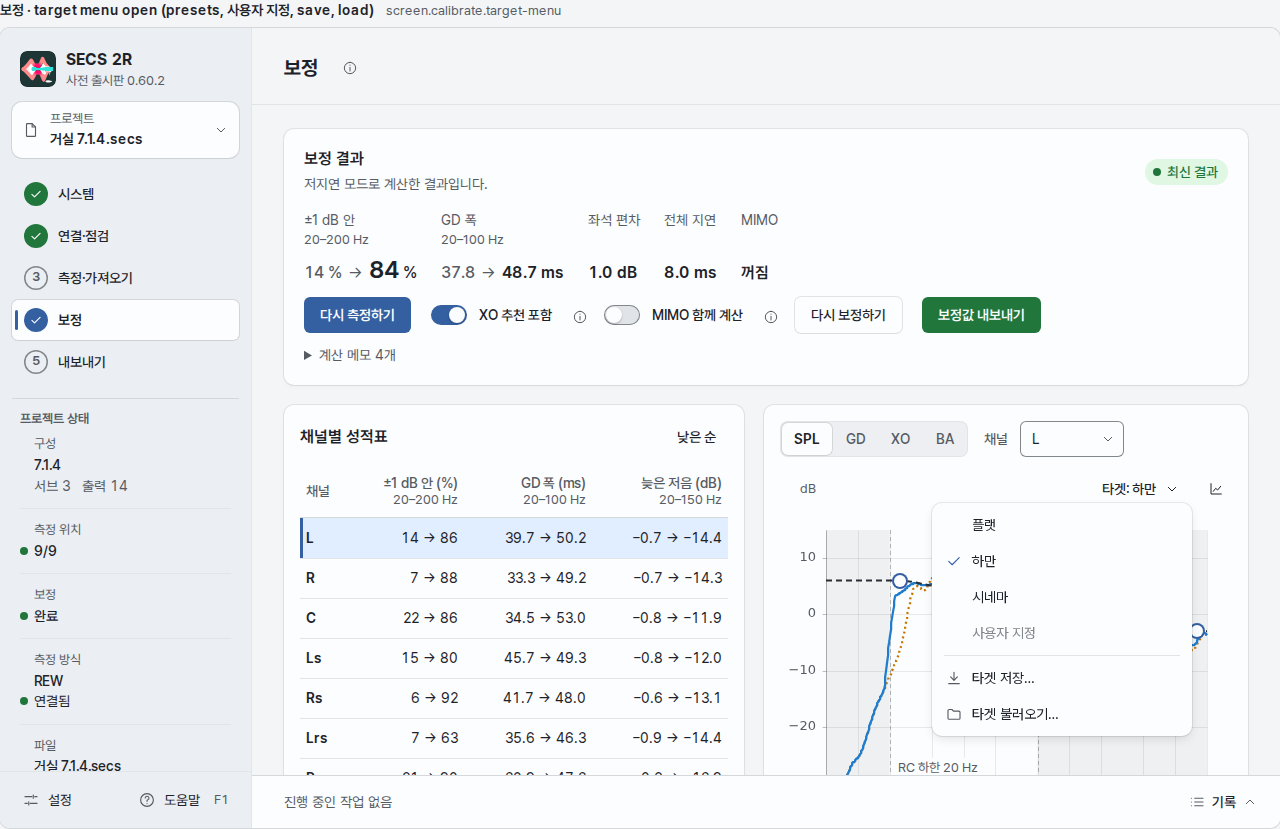 보정 · target menu open (presets, 사용자 지정, save, load) screen.calibrate.target-menu
SECS 2R
사전 출시판 0.60.2
프로젝트
거실 7.1.4.secs
시스템
연결·점검
3 측정·가져오기
보정
5 내보내기
프로젝트 상태
구성
7.1.4
서브 3 출력 14
측정 위치
9/9
보정
완료
측정 방식
REW
연결됨
파일
거실 7.1.4.secs
설정
도움말 F1
보정
보정 결과
저지연 모드로 계산한 결과입니다.
최신 결과
±1 dB 안 GD 폭 좌석 편차 전체 지연 MIMO
20–200 Hz 20–100 Hz
14 % → 84 % 37.8 → 48.7 ms 1.0 dB 8.0 ms 꺼짐
다시 측정하기 XO 추천 포함 MIMO 함께 계산 다시 보정하기 보정값 내보내기
▶ 계산 메모 4개
채널별 성적표 낮은 순
채널 ±1 dB 안 (%) GD 폭 (ms) 늦은 저음 (dB)
20–200 Hz 20–100 Hz 20–150 Hz
L 14 → 86 39.7 → 50.2 −0.7 → −14.4
R 7 → 88 33.3 → 49.2 −0.7 → −14.3
C 22 → 86 34.5 → 53.0 −0.8 → −11.9
Ls 15 → 80 45.7 → 49.3 −0.8 → −12.0
Rs 6 → 92 41.7 → 48.0 −0.6 → −13.1
Lrs 7 → 63 35.6 → 46.3 −0.9 → −14.4
SPL GD XO BA 채널 L
dB 타겟: 하만
플랫
하만
시네마
사용자 지정
타겟 저장...
타겟 불러오기...
10
0
−10
−20
RC 하한 20 Hz
진행 중인 작업 없음
기록